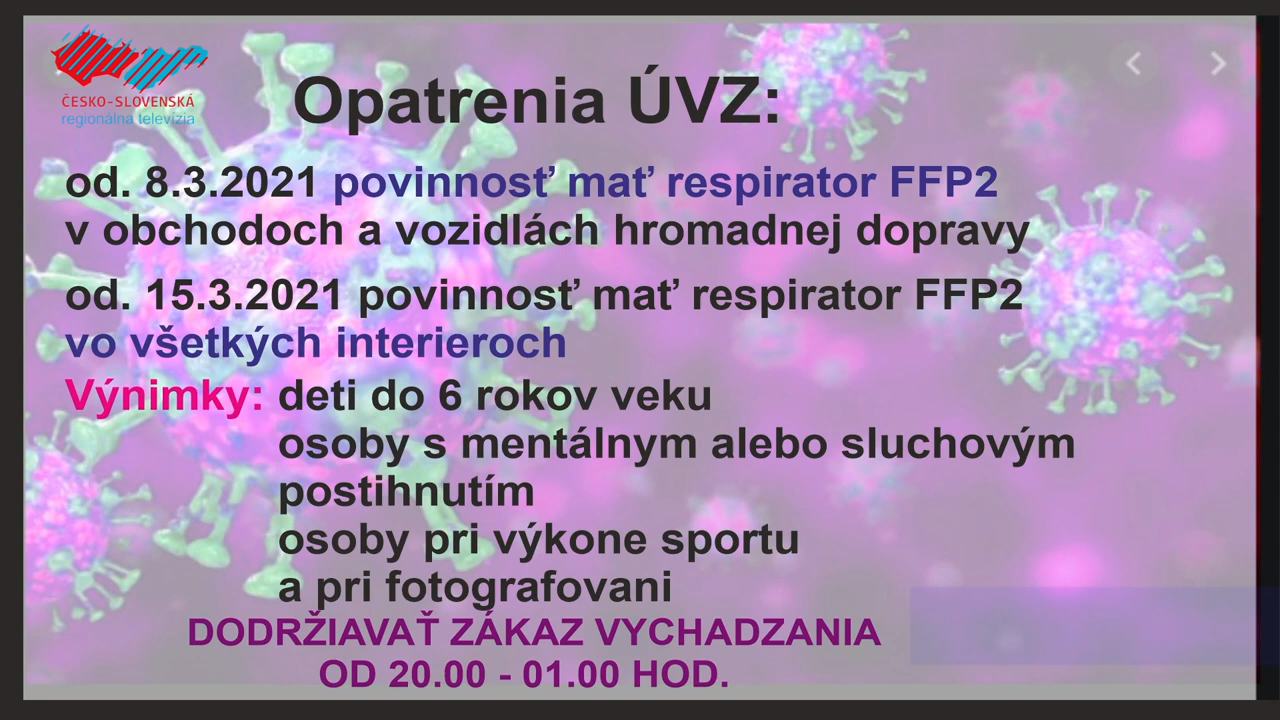 ČESKO-SLOVENSKÁ
regionálna televízia
Opatrenia ÚVZ:
od. 8.3.2021 povinnosť mať respirator FFP2
v obchodoch a vozidlách hromadnej dopravy
od. 15.3.2021 povinnosť mať respirator FFP2
vo všetkých interieroch
Výnimky: deti do 6 rokov veku
osoby s mentálnym alebo sluchovým
postihnutím
osoby pri výkone sportu
a pri fotografovani
DODRŽIAVAŤ ZÁKAZ VYCHADZANIA
OD 20.00 - 01.00 HOD.